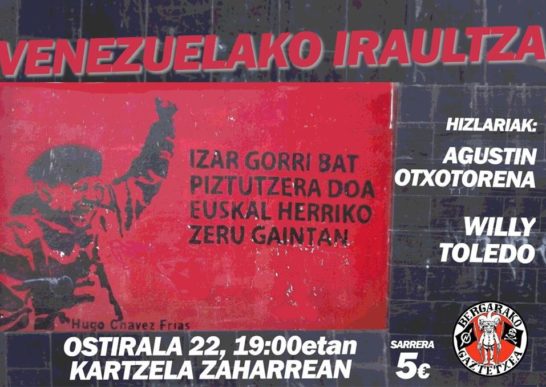 VENEZUELAKO IRAULTZA
HIZLARIAK:
AGUSTIN
OTXOTORENA
WILLY
TOLEDO
IZAR GORRI BAT
PIZTUTZERA DOA
EUSKAL HERRIKO
ZERU GAINTAN
Hugo Chavez Frias
OSTIRALA 22, 19:00etan
KARTZELA ZAHARREAN
SARRERA
5€
BERGARAKO
GAZTETXEA